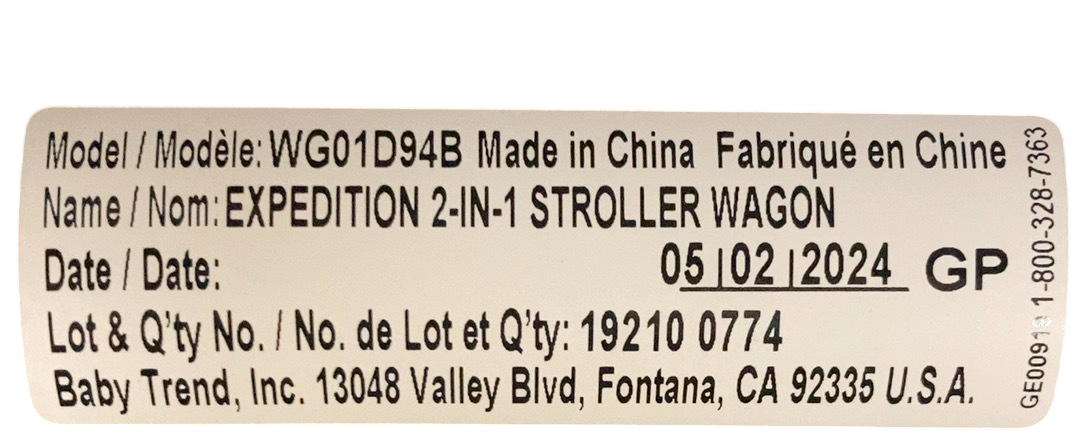 Model / Modèle: WG01D94B Made in China Fabriqué en Chine
Name / Nom: EXPEDITION 2-IN-1 STROLLER WAGON
Date / Date: 05|02|2024 GP
Lot & Q'ty No. / No. de Lot et Q'ty: 19210 0774
Baby Trend, Inc. 13048 Valley Blvd, Fontana, CA 92335 U.S.A.
1-800-328-7363